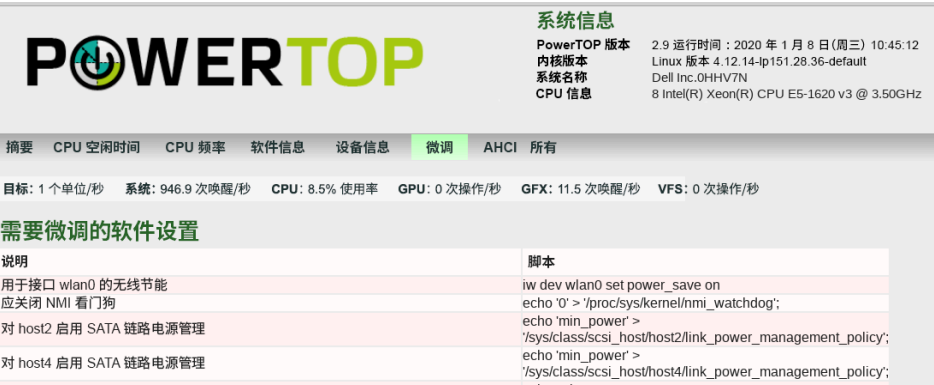 系统信息
POWERTOP
PowerTOP 版本 2.9 运行时间：2020 年 1 月 8 日（周三） 10:45:12
内核版本 Linux 版本 4.12.14-lp151.28.36-default
系统名称 Dell Inc.0HHV7N
CPU 信息 8 Intel(R) Xeon(R) CPU E5-1620 v3 @ 3.50GHz
摘要 CPU 空闲时间 CPU 频率 软件信息 设备信息 微调 AHCI 所有
目标: 1 个单位/秒 系统: 946.9 次唤醒/秒 CPU: 8.5% 使用率 GPU: 0 次操作/秒 GFX: 11.5 次唤醒/秒 VFS: 0 次操作/秒
需要微调的软件设置
说明 脚本
用于接口 wlan0 的无线节能 iw dev wlan0 set power_save on
应关闭 NMI 看门狗 echo '0' > '/proc/sys/kernel/nmi_watchdog';
对 host2 启用 SATA 链路电源管理 echo 'min_power' >
'/sys/class/scsi_host/host2/link_power_management_policy';
对 host4 启用 SATA 链路电源管理 echo 'min_power' >
'/sys/class/scsi_host/host4/link_power_management_policy';